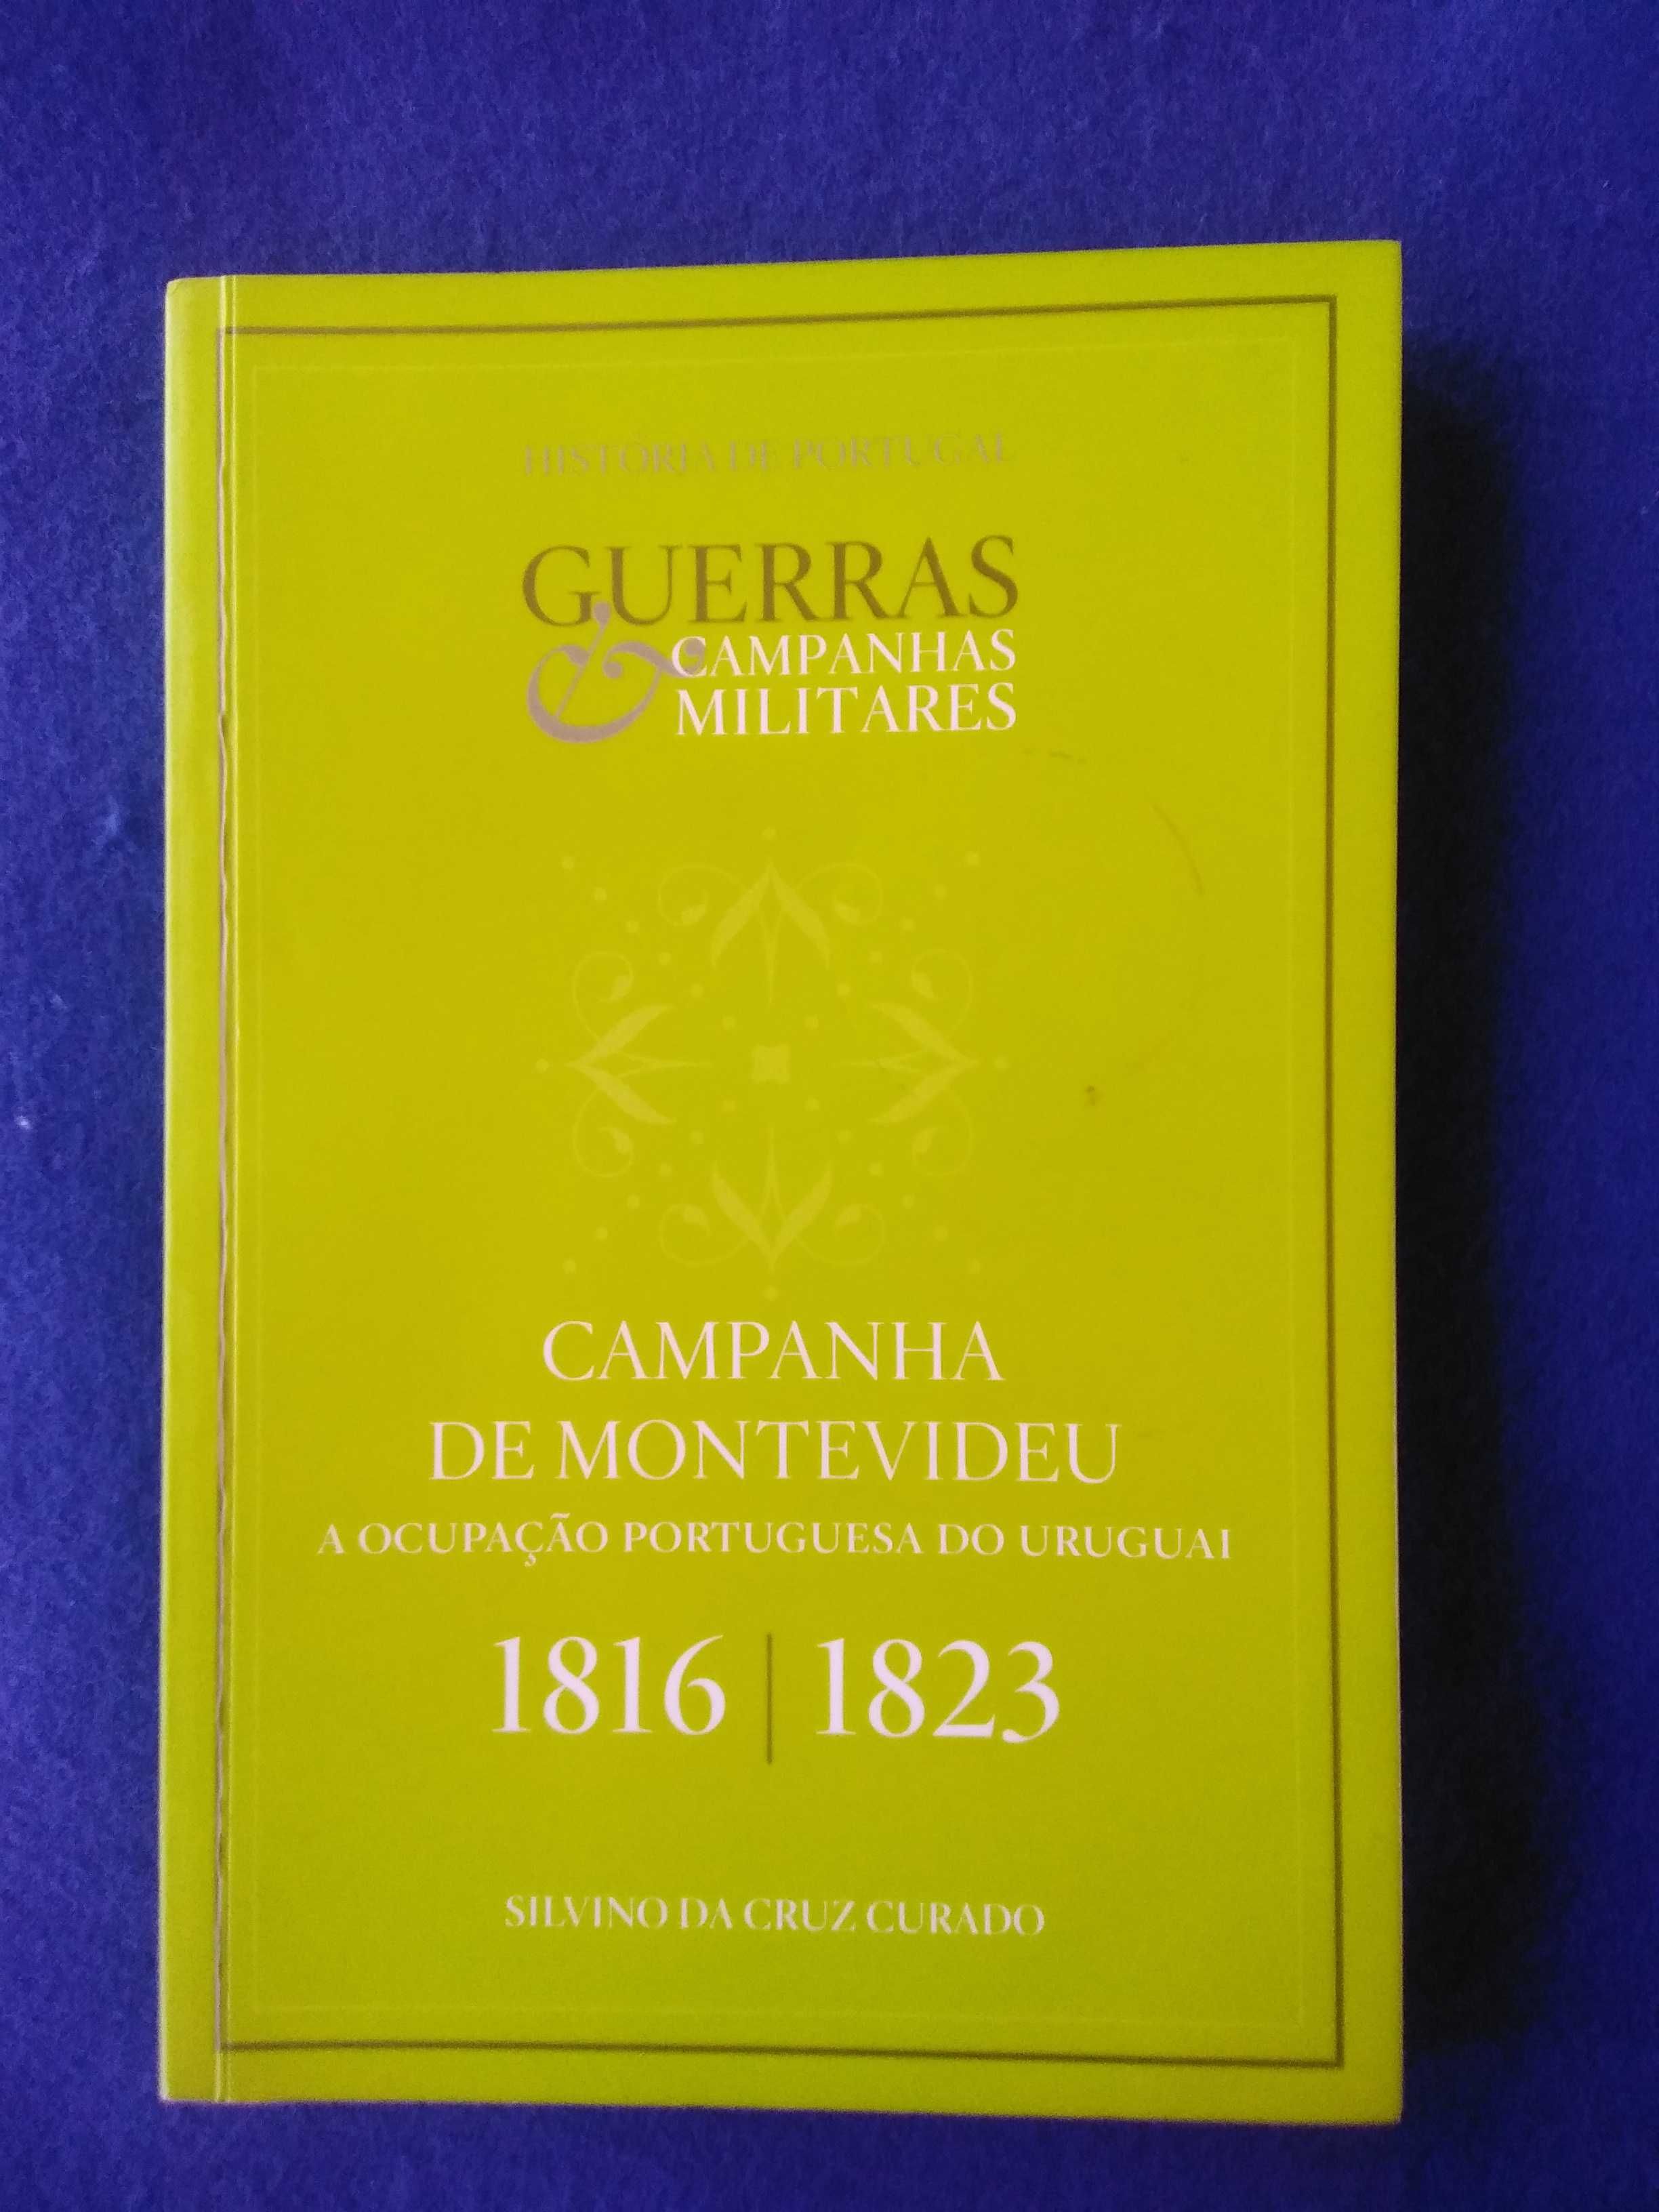 HISTÓRIA DE PORTUGAL
GUERRAS
& CAMPANHAS
MILITARES
CAMPANHA
DE MONTEVIDEU
A OCUPAÇÃO PORTUGUESA DO URUGUAI
1816 | 1823
SILVINO DA CRUZ CURADO